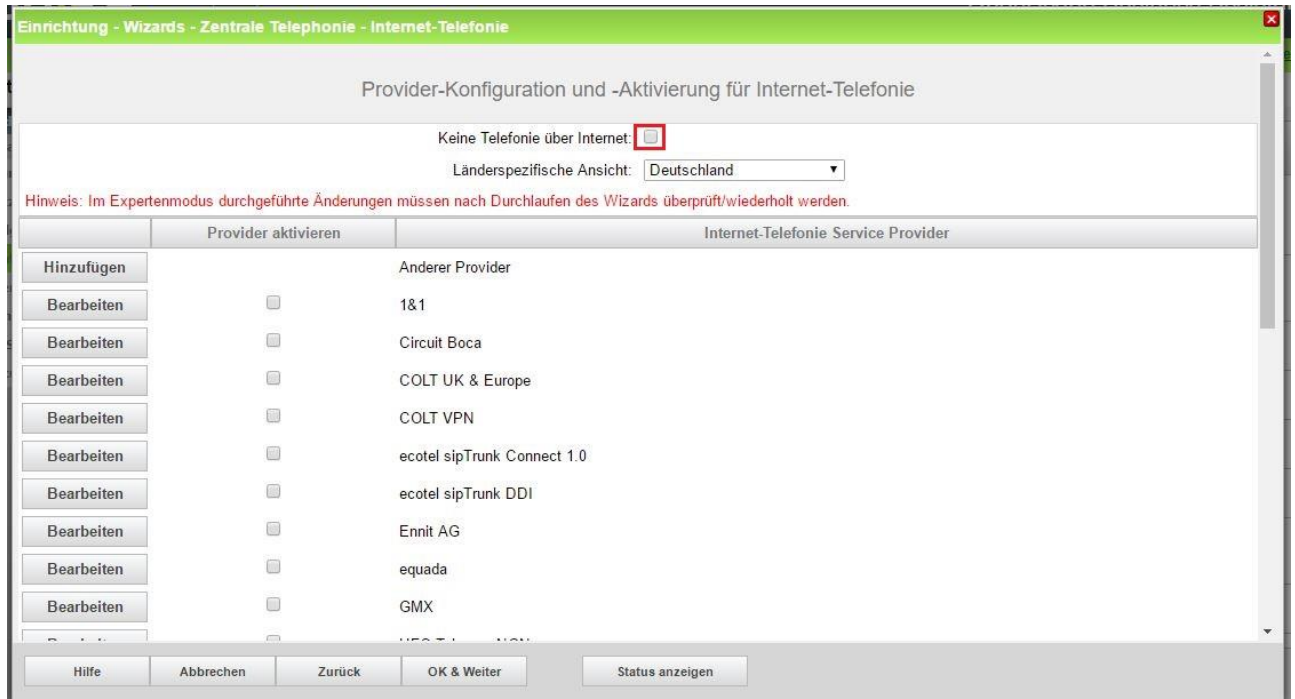 Einrichtung - Wizards - Zentrale Telephonie - Internet-Telefonie
Provider-Konfiguration und -Aktivierung für Internet-Telefonie
Keine Telefonie über Internet:
Länderspezifische Ansicht: Deutschland
Hinweis: Im Expertenmodus durchgeführte Änderungen müssen nach Durchlaufen des Wizards überprüft/wiederholt werden.
Provider aktivieren Internet-Telefonie Service Provider
Hinzufügen Anderer Provider
Bearbeiten 1&1
Bearbeiten Circuit Boca
Bearbeiten COLT UK & Europe
Bearbeiten COLT VPN
Bearbeiten ecotel sipTrunk Connect 1.0
Bearbeiten ecotel sipTrunk DDI
Bearbeiten Ennit AG
Bearbeiten equada
Bearbeiten GMX
Hilfe Abbrechen Zurück OK & Weiter Status anzeigen